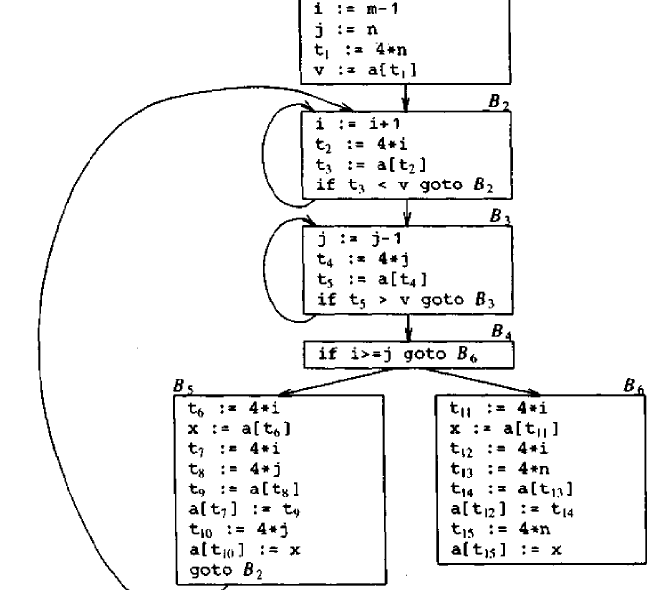 i := m-1
j := n
t₁ := 4*n
v := a[t₁]
B₂
i := i+1
t₂ := 4*i
t₃ := a[t₂]
if t₃ < v goto B₂
B₃
j := j-1
t₄ := 4*j
t₅ := a[t₄]
if t₅ > v goto B₃
B₄
if i>=j goto B₆
B₅
t₆ := 4*i
x := a[t₆]
t₇ := 4*i
t₈ := 4*j
t₉ := a[t₈]
a[t₇] := t₉
t₁₀ := 4*j
a[t₁₀] := x
goto B₂
B₆
t₁₁ := 4*i
x := a[t₁₁]
t₁₂ := 4*i
t₁₃ := 4*n
t₁₄ := a[t₁₃]
a[t₁₂] := t₁₄
t₁₅ := 4*n
a[t₁₅] := x